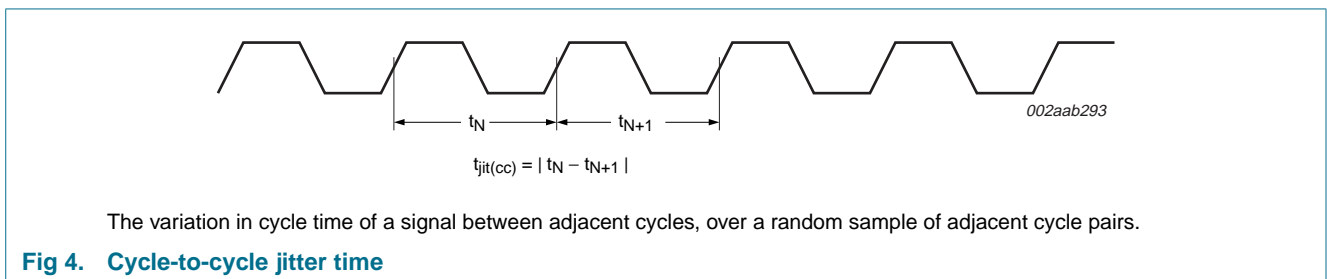 002aab293
tN
tN+1
tjit(cc) = | tN − tN+1 |
The variation in cycle time of a signal between adjacent cycles, over a random sample of adjacent cycle pairs.
Fig 4. Cycle-to-cycle jitter time